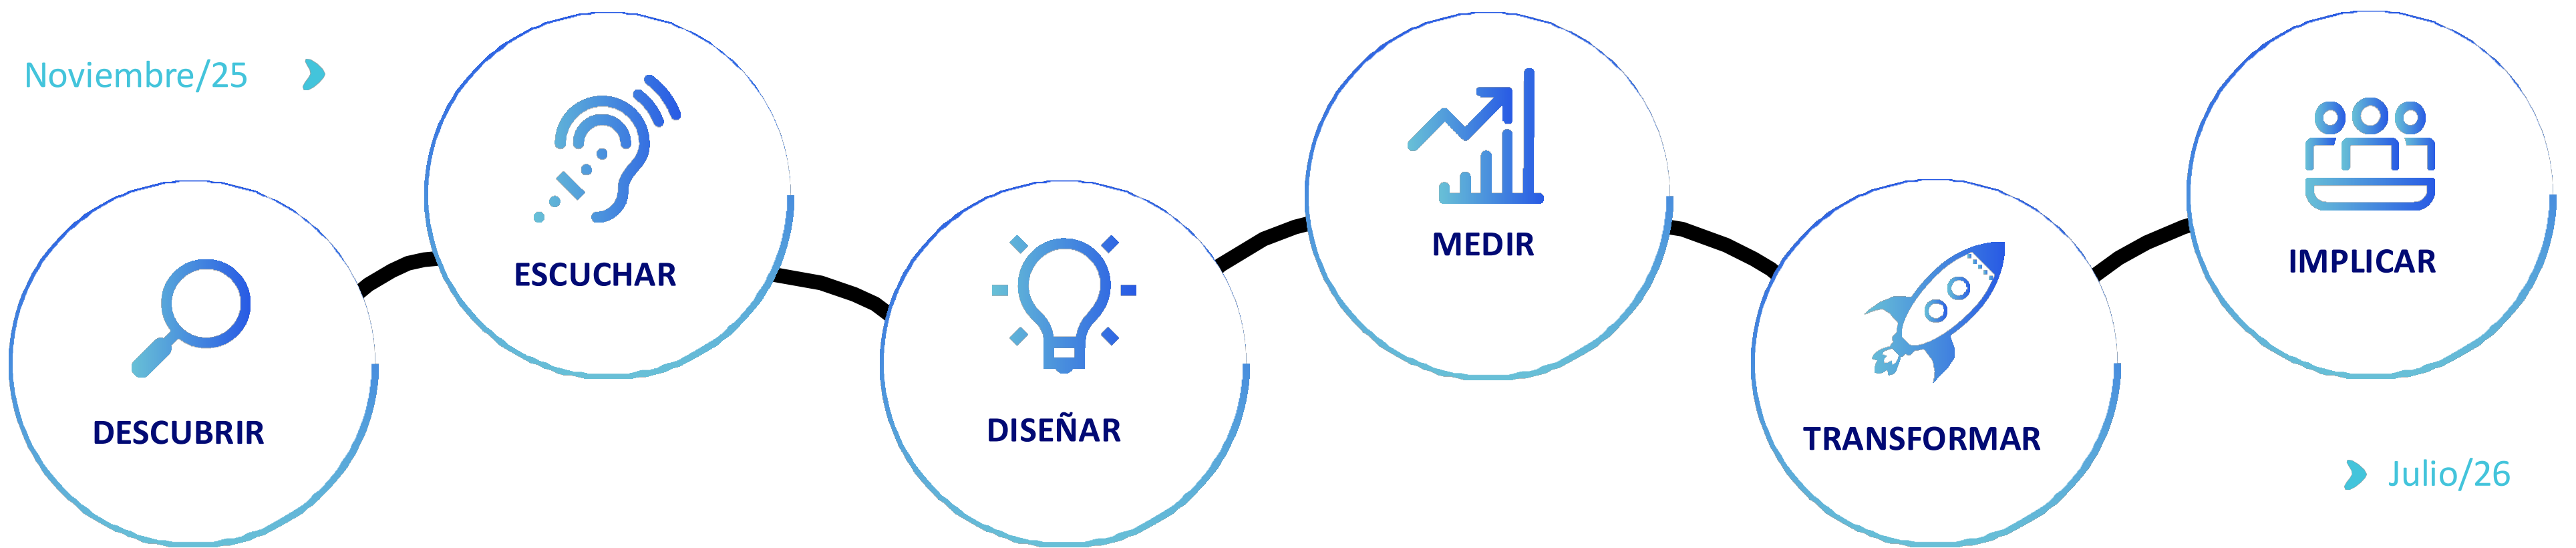 Noviembre/25
DESCUBRIR
ESCUCHAR
DISEÑAR
MEDIR
TRANSFORMAR
IMPLICAR
Julio/26